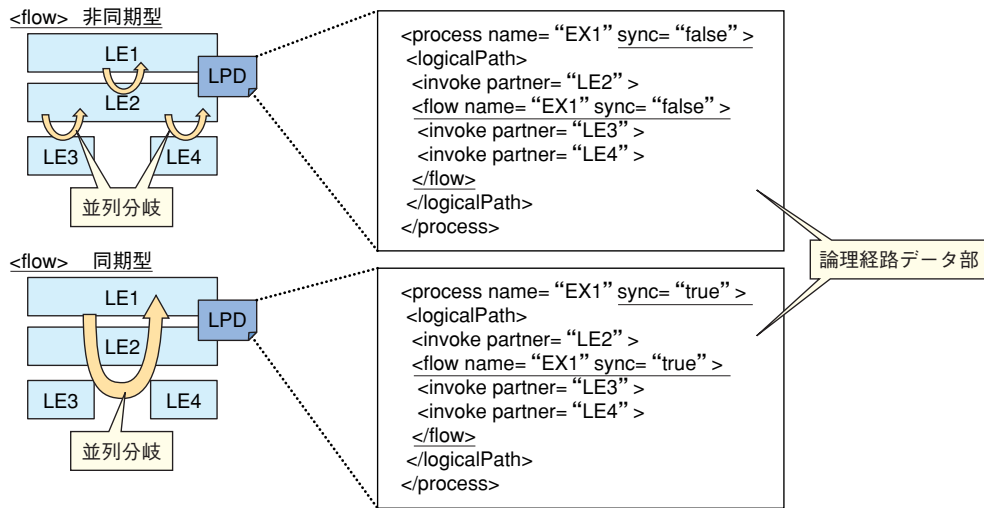 <flow> 非同期型
LE1
LPD
LE2
LE3
LE4
並列分岐
<process name= “EX1” sync= “false” >
<logicalPath>
<invoke partner= “LE2” >
<flow name= “EX1” sync= “false” >
<invoke partner= “LE3” >
<invoke partner= “LE4” >
</flow>
</logicalPath>
</process>
論理経路データ部
<flow> 同期型
LE1
LPD
LE2
LE3
LE4
並列分岐
<process name= “EX1” sync= “true” >
<logicalPath>
<invoke partner= “LE2” >
<flow name= “EX1” sync= “true” >
<invoke partner= “LE3” >
<invoke partner= “LE4” >
</flow>
</logicalPath>
</process>